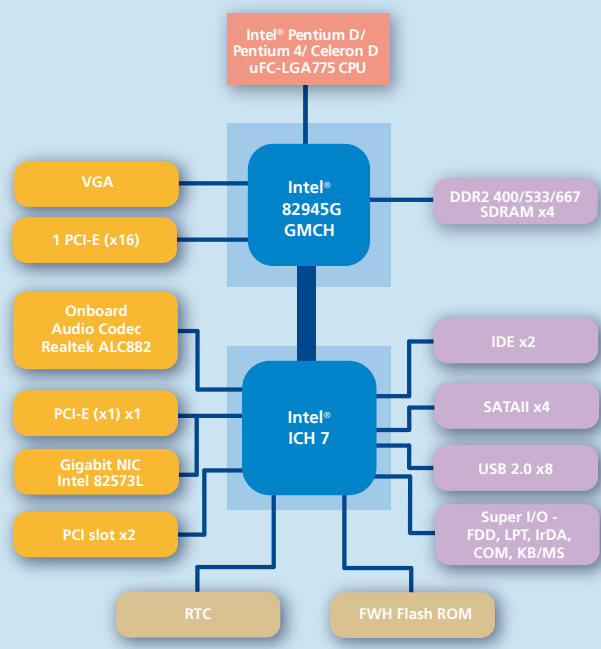 Intel® Pentium D/
Pentium 4/ Celeron D
uFC-LGA775 CPU
VGA
1 PCI-E (x16)
Intel®
82945G
GMCH
DDR2 400/533/667
SDRAM x4
Onboard
Audio Codec
Realtek ALC882
PCI-E (x1) x1
Gigabit NIC
Intel 82573L
PCI slot x2
Intel®
ICH 7
IDE x2
SATAII x4
USB 2.0 x8
Super I/O -
FDD, LPT, IrDA,
COM, KB/MS
RTC
FWH Flash ROM